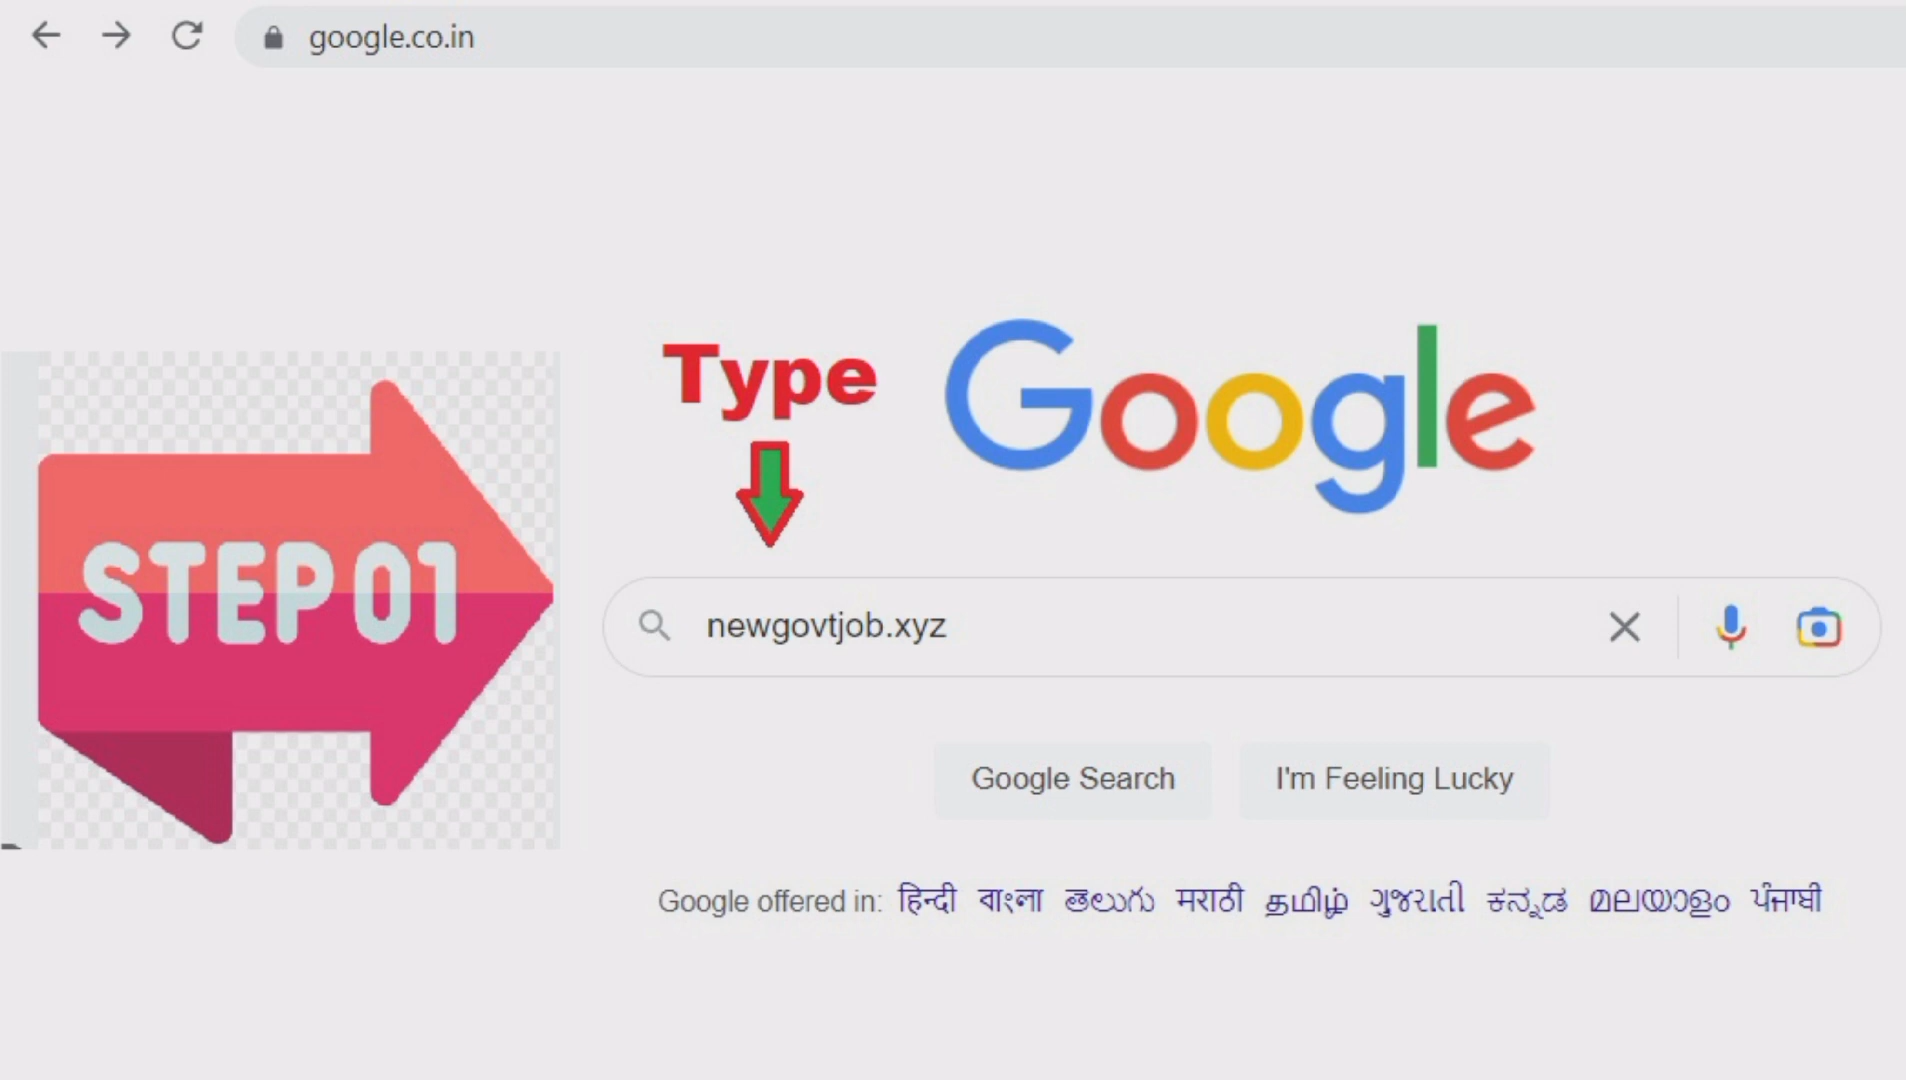 google.co.in
Type
Google
STEP 01
newgovtjob.xyz
Google Search
I'm Feeling Lucky
Google offered in: हिन्दी বাংলা తెలుగు मराठी தமிழ் ગુજરાતી ಕನ್ನಡ മലയാളം ਪੰਜਾਬੀ